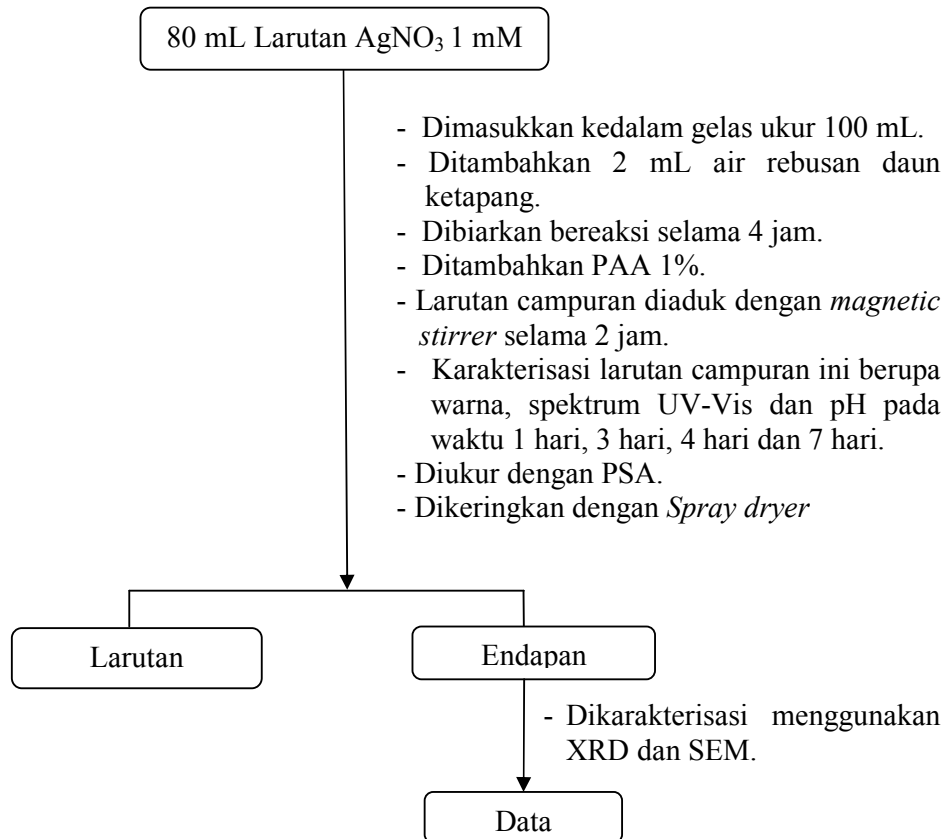 80 mL Larutan AgNO₃ 1 mM
- Dimasukkan kedalam gelas ukur 100 mL.
- Ditambahkan 2 mL air rebusan daun
ketapang.
- Dibiarkan bereaksi selama 4 jam.
- Ditambahkan PAA 1%.
- Larutan campuran diaduk dengan magnetic
stirrer selama 2 jam.
- Karakterisasi larutan campuran ini berupa
warna, spektrum UV-Vis dan pH pada
waktu 1 hari, 3 hari, 4 hari dan 7 hari.
- Diukur dengan PSA.
- Dikeringkan dengan Spray dryer
Larutan
Endapan
- Dikarakterisasi menggunakan
XRD dan SEM.
Data